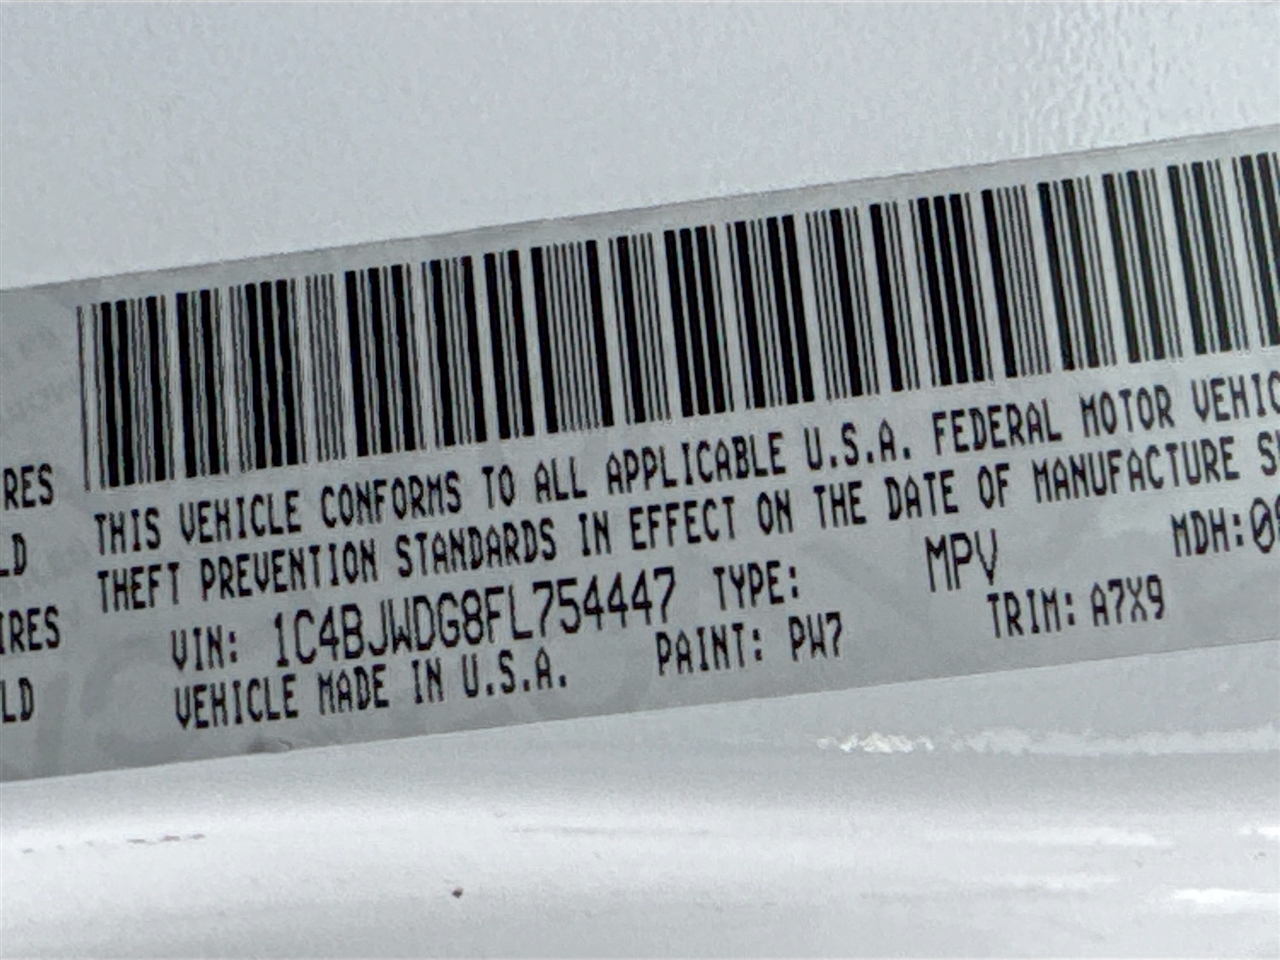 THIS VEHICLE CONFORMS TO ALL APPLICABLE U.S.A. FEDERAL MOTOR VEHIC
THEFT PREVENTION STANDARDS IN EFFECT ON THE DATE OF MANUFACTURE S
VIN: 1C4BJWDG8FL754447 TYPE: MPV MDH:0
VEHICLE MADE IN U.S.A. PAINT: PW7 TRIM: A7X9
RES
LD
IRES
LD